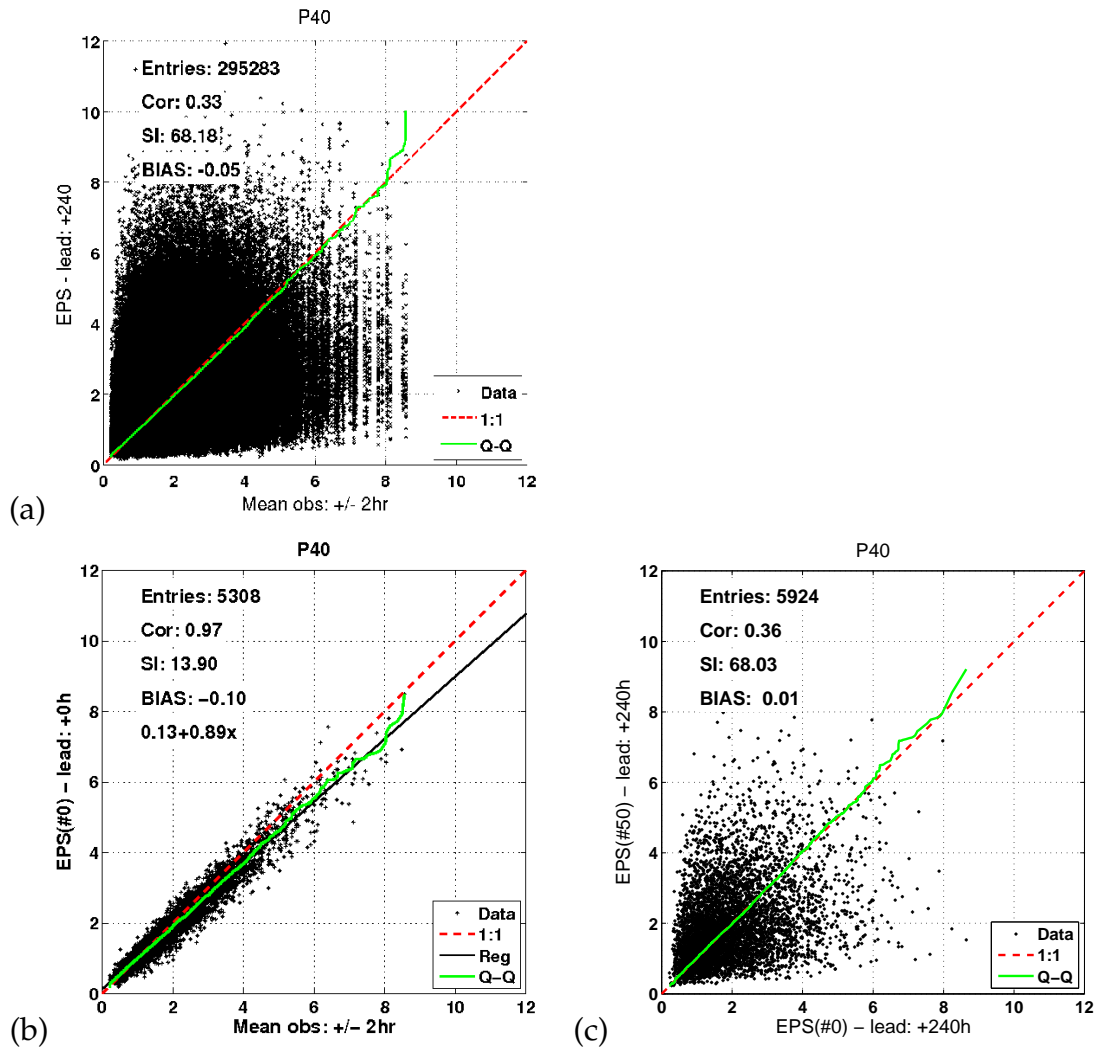 P40
12
10
8
6
4
2
0
EPS - lead: +240
Entries: 295283
Cor: 0.33
SI: 68.18
BIAS: -0.05
Data
1:1
Q-Q
0 2 4 6 8 10 12
Mean obs: +/- 2hr
(a)
P40
12
10
8
6
4
2
0
EPS(#0) – lead: +0h
Entries: 5308
Cor: 0.97
SI: 13.90
BIAS: −0.10
0.13+0.89x
Data
1:1
Reg
Q−Q
0 2 4 6 8 10 12
Mean obs: +/− 2hr
(b)
P40
12
10
8
6
4
2
0
EPS(#50) – lead: +240h
Entries: 5924
Cor: 0.36
SI: 68.03
BIAS: 0.01
Data
1:1
Q−Q
0 2 4 6 8 10 12
EPS(#0) – lead: +240h
(c)